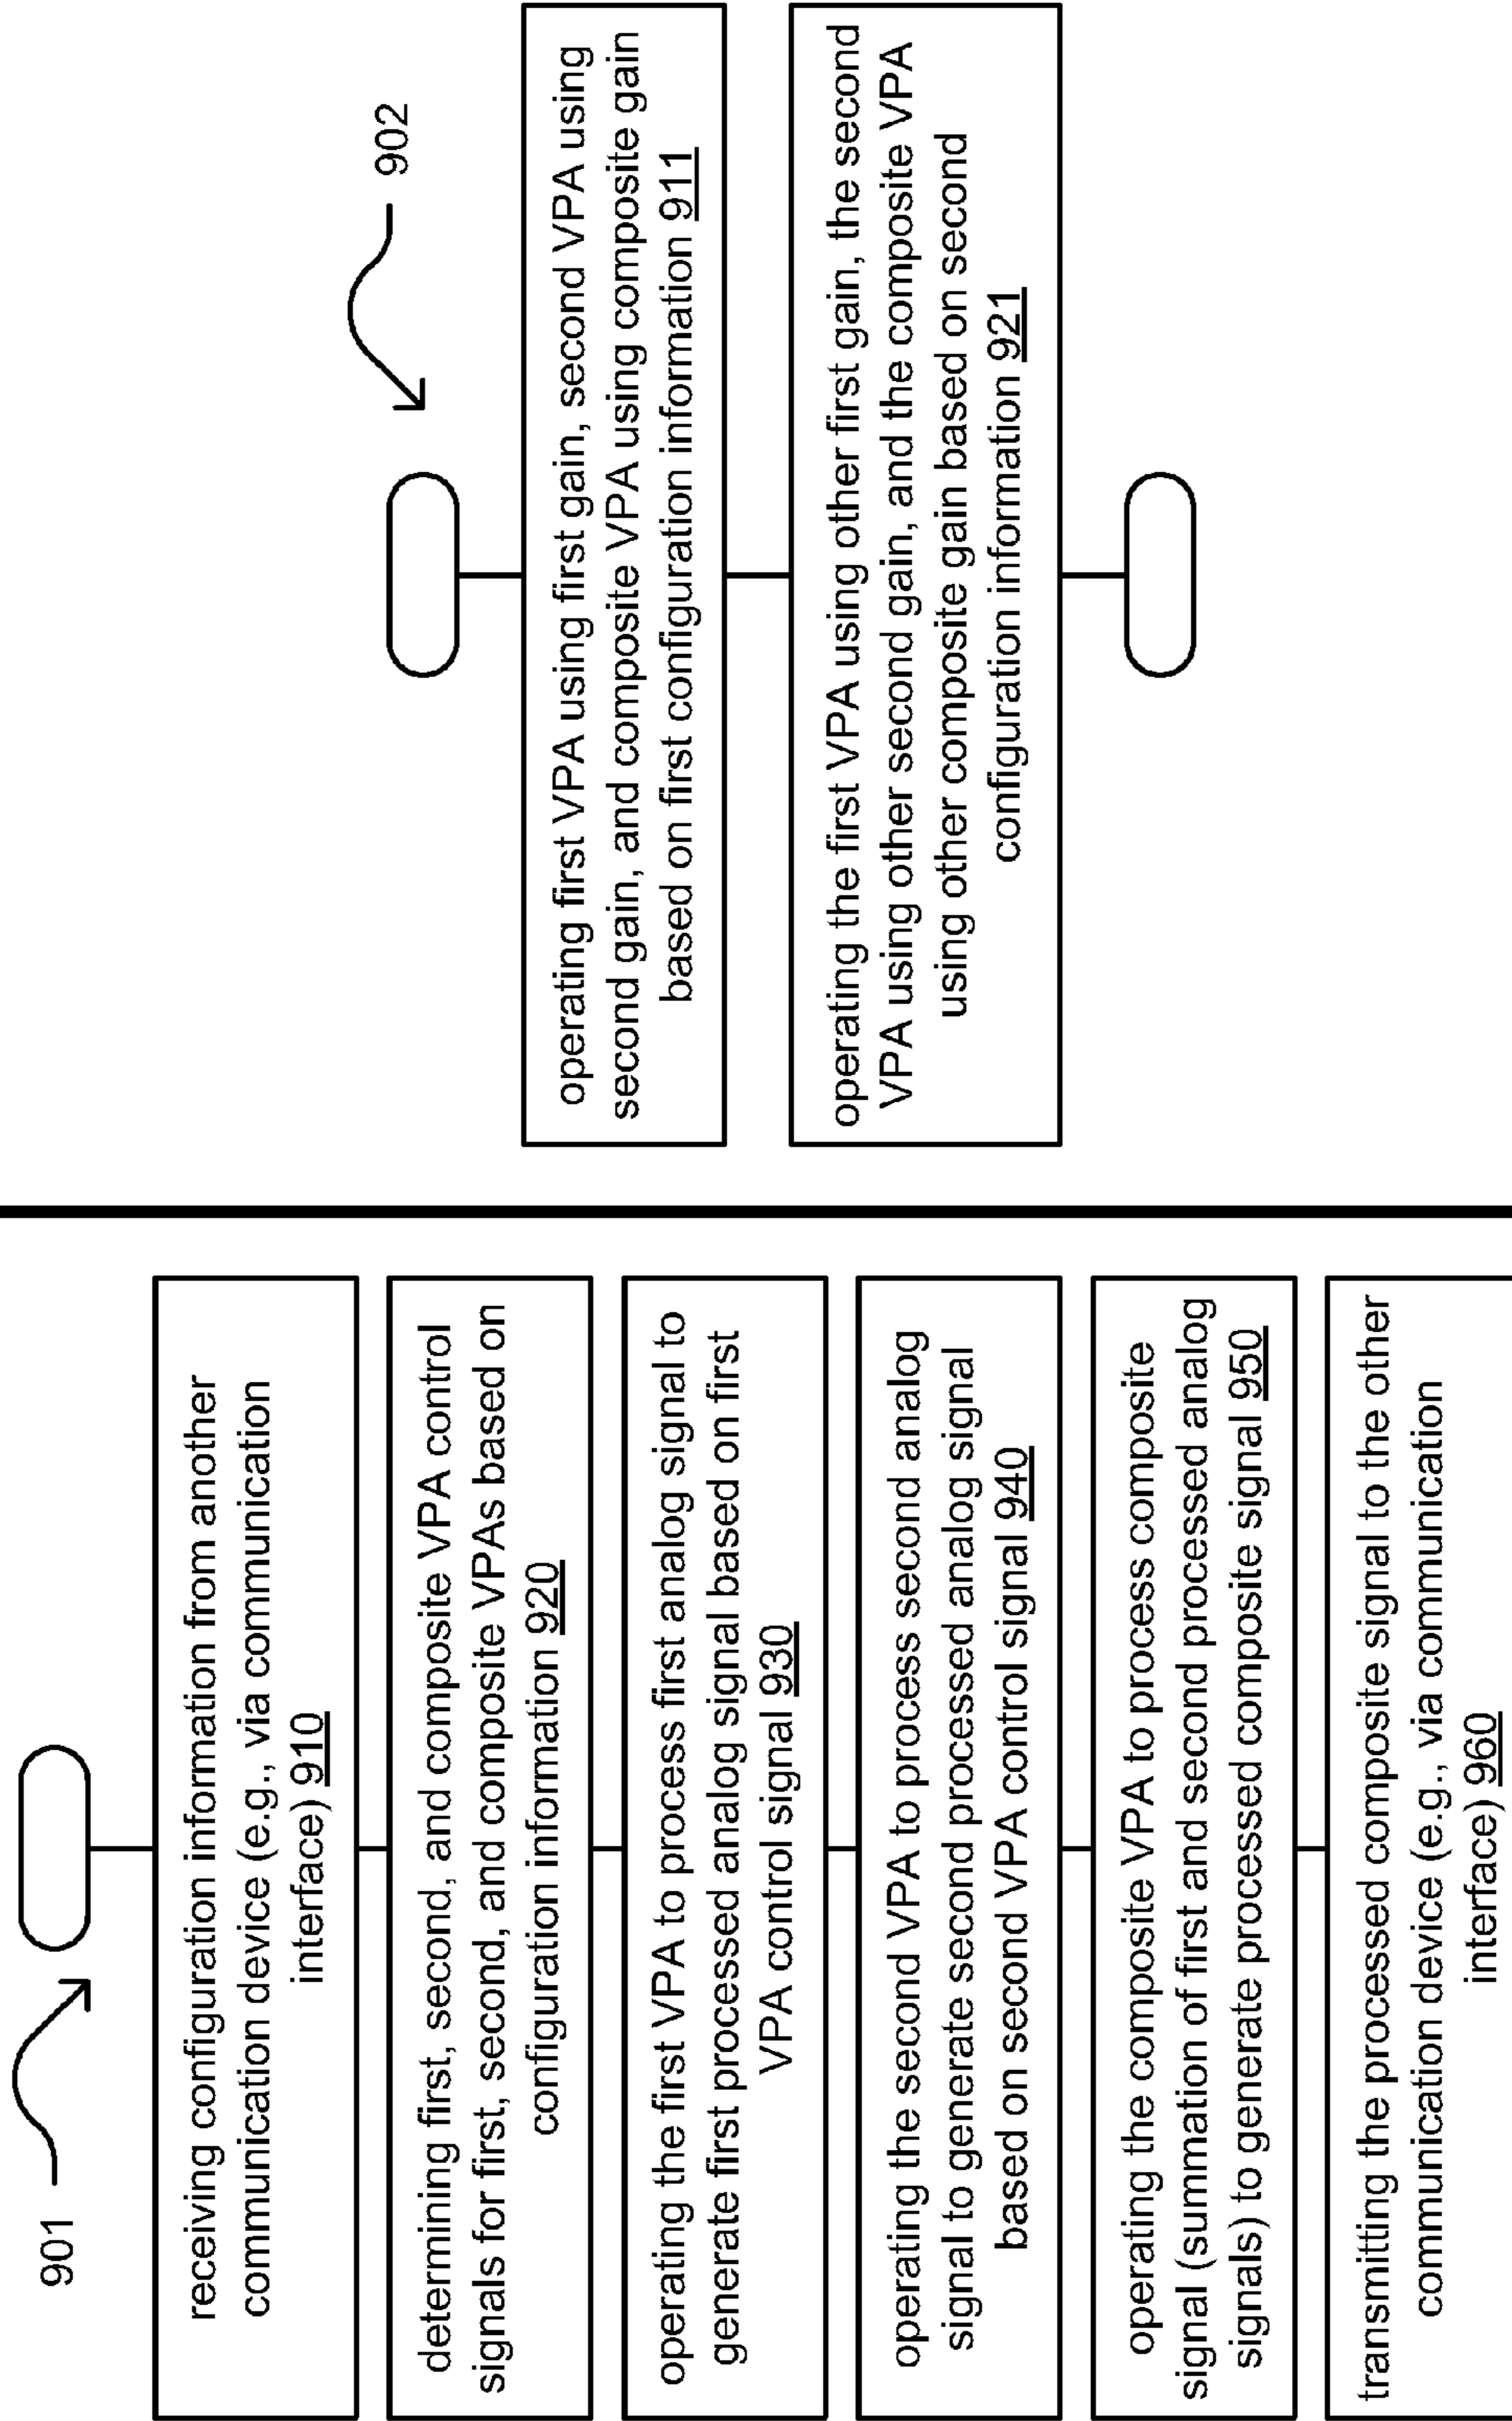 901
receiving configuration information from another
communication device (e.g., via communication
interface) 910
determining first, second, and composite VPA control
signals for first, second, and composite VPAs based on
configuration information 920
operating the first VPA to process first analog signal to
generate first processed analog signal based on first
VPA control signal 930
operating the second VPA to process second analog
signal to generate second processed analog signal
based on second VPA control signal 940
operating the composite VPA to process composite
signal (summation of first and second processed analog
signals) to generate processed composite signal 950
transmitting the processed composite signal to the other
communication device (e.g., via communication
interface) 960
902
operating first VPA using first gain, second VPA using
second gain, and composite VPA using composite gain
based on first configuration information 911
operating the first VPA using other first gain, the second
VPA using other second gain, and the composite VPA
using other composite gain based on second
configuration information 921